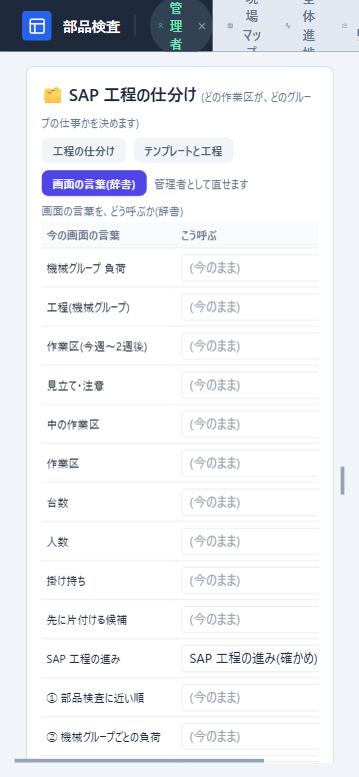 部品検査
管理者
×
現場マップ
全体進捗
SAP 工程の仕分け (どの作業区が、どのグルー
プの仕事かを決めます)
工程の仕分け
テンプレートと工程
画面の言葉(辞書)
管理者として直せます
画面の言葉を、どう呼ぶか(辞書)
今の画面の言葉
こう呼ぶ
機械グループ 負荷
(今のまま)
工程(機械グループ)
(今のまま)
作業区(今週〜2週後)
(今のまま)
見立て・注意
(今のまま)
中の作業区
(今のまま)
作業区
(今のまま)
台数
(今のまま)
人数
(今のまま)
掛け持ち
(今のまま)
先に片付ける候補
(今のまま)
SAP 工程の進み
SAP 工程の進み(確かめ)
① 部品検査に近い順
(今のまま)
② 機械グループごとの負荷
(今のまま)